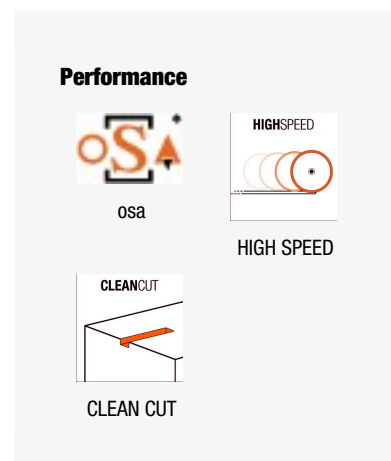 Performance
oSA
osa
HIGHSPEED
HIGH SPEED
CLEANCUT
CLEAN CUT